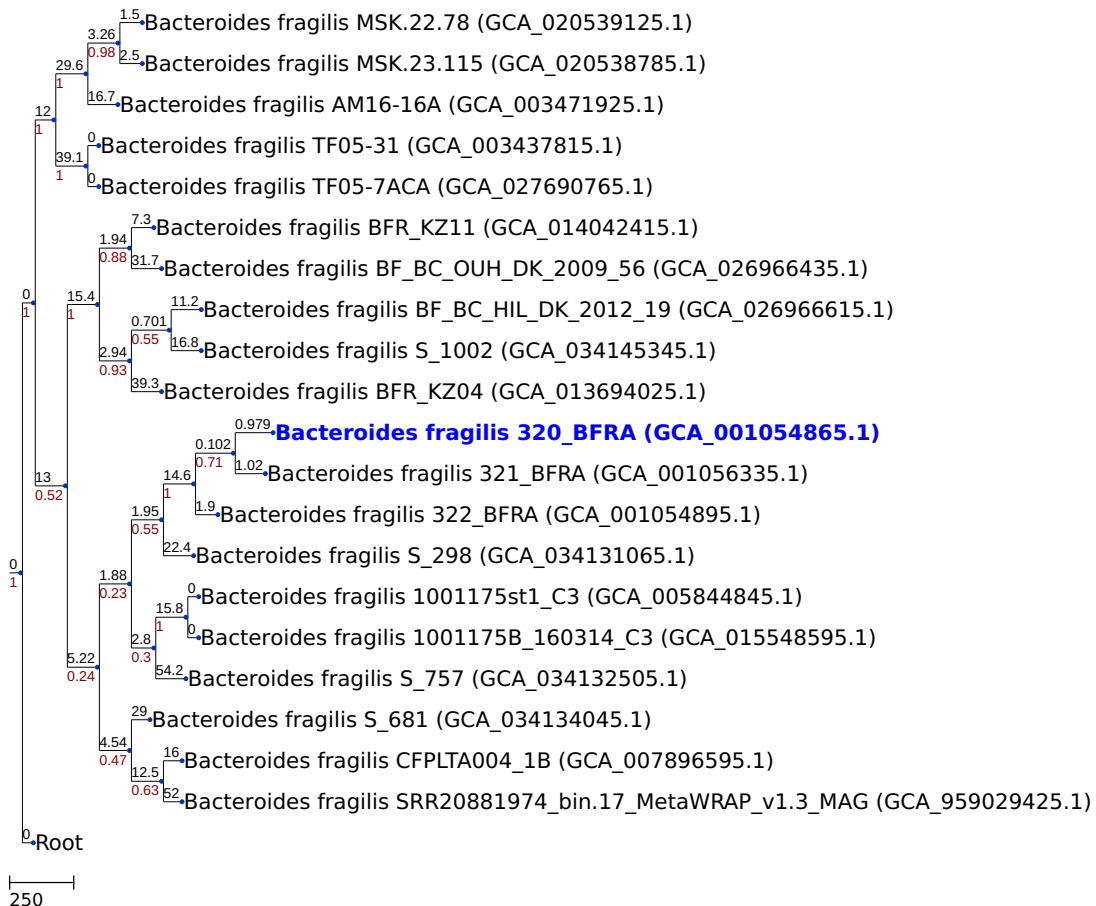 1.5
Bacteroides fragilis MSK.22.78 (GCA_020539125.1)
3.26
0.98
2.5
Bacteroides fragilis MSK.23.115 (GCA_020538785.1)
29.6
1
16.7
Bacteroides fragilis AM16-16A (GCA_003471925.1)
12
1
0
Bacteroides fragilis TF05-31 (GCA_003437815.1)
39.1
1
0
Bacteroides fragilis TF05-7ACA (GCA_027690765.1)
7.3
Bacteroides fragilis BFR_KZ11 (GCA_014042415.1)
1.94
0.88
31.7
Bacteroides fragilis BF_BC_OUH_DK_2009_56 (GCA_026966435.1)
0
1
15.4
1
11.2
Bacteroides fragilis BF_BC_HIL_DK_2012_19 (GCA_026966615.1)
0.701
0.55
16.8
Bacteroides fragilis S_1002 (GCA_034145345.1)
2.94
0.93
39.3
Bacteroides fragilis BFR_KZ04 (GCA_013694025.1)
0.979
Bacteroides fragilis 320_BFRA (GCA_001054865.1)
0.102
0.71
1.02
Bacteroides fragilis 321_BFRA (GCA_001056335.1)
13
0.52
14.6
1
1.9
Bacteroides fragilis 322_BFRA (GCA_001054895.1)
1.95
0.55
22.4
Bacteroides fragilis S_298 (GCA_034131065.1)
0
1
1.88
0.23
0
Bacteroides fragilis 1001175st1_C3 (GCA_005844845.1)
15.8
1
0
Bacteroides fragilis 1001175B_160314_C3 (GCA_015548595.1)
2.8
0.3
54.2
Bacteroides fragilis S_757 (GCA_034132505.1)
5.22
0.24
29
Bacteroides fragilis S_681 (GCA_034134045.1)
4.54
0.47
16
Bacteroides fragilis CFPLTA004_1B (GCA_007896595.1)
12.5
0.63
52
Bacteroides fragilis SRR20881974_bin.17_MetaWRAP_v1.3_MAG (GCA_959029425.1)
0
Root
250